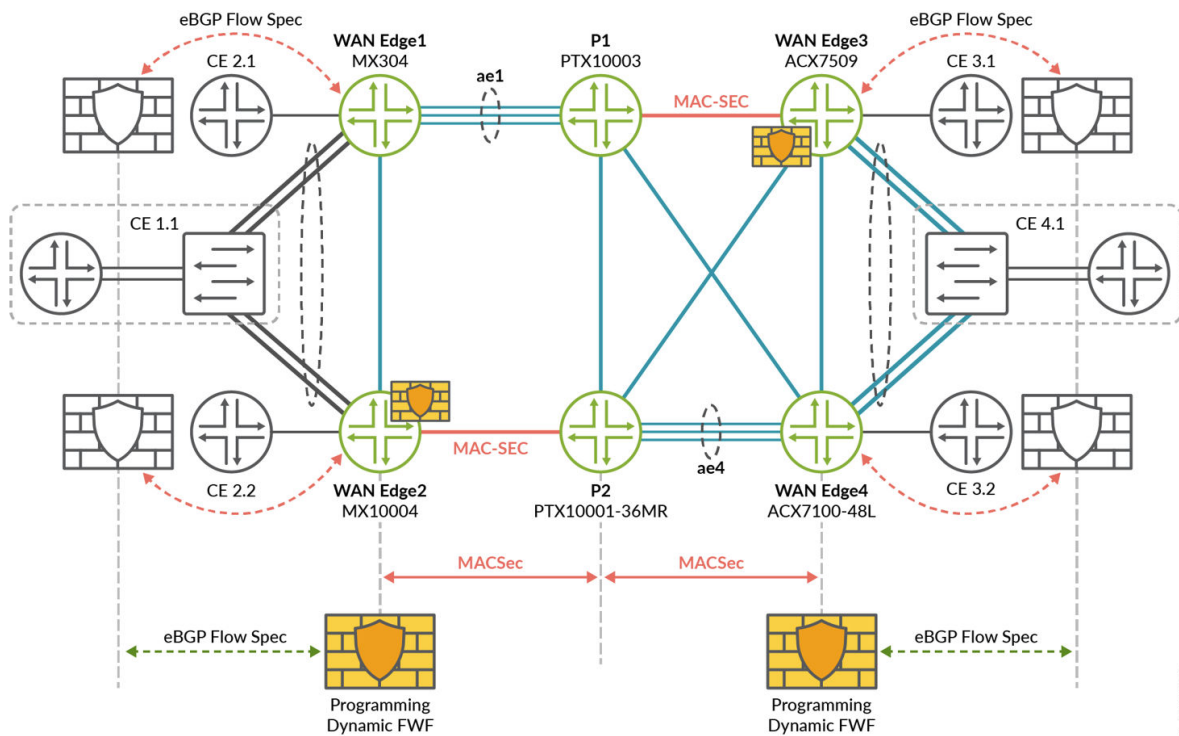 eBGP Flow Spec
WAN Edge1
MX304
P1
PTX10003
WAN Edge3
ACX7509
eBGP Flow Spec
CE 2.1
CE 3.1
ae1
MAC-SEC
CE 1.1
CE 4.1
MAC-SEC
ae4
CE 2.2
CE 3.2
WAN Edge2
MX10004
P2
PTX10001-36MR
WAN Edge4
ACX7100-48L
MACSec
MACSec
eBGP Flow Spec
eBGP Flow Spec
Programming
Dynamic FWF
Programming
Dynamic FWF